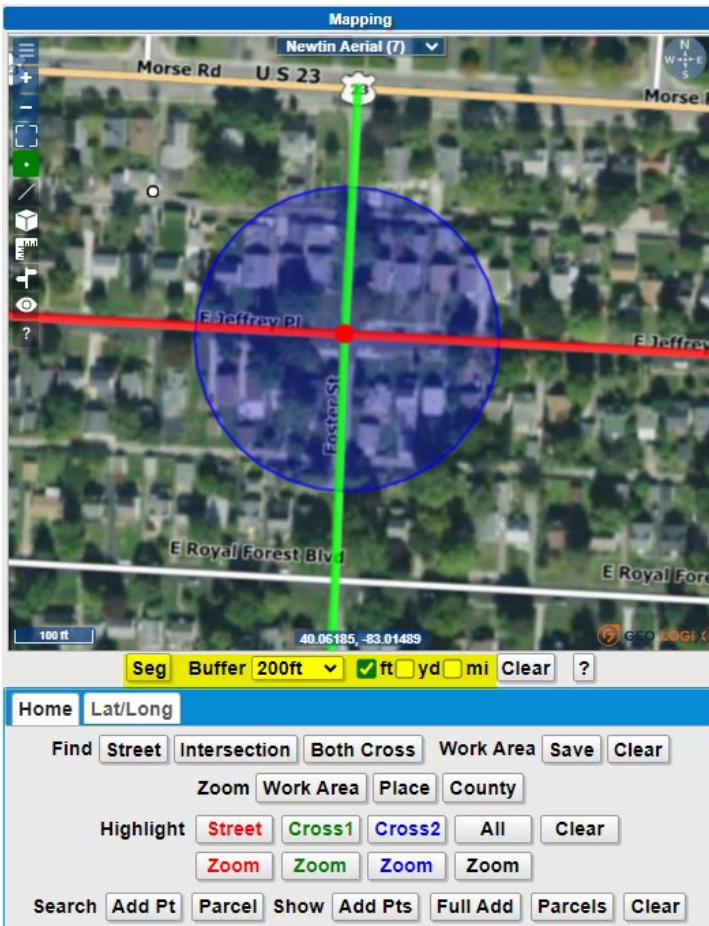 Mapping
Newtin Aerial (7)
N
W E
S
Morse Rd U S 23
23
Morse R
+
−
E Jeffrey Pl
E Jeffrey
?
Foster St
E Royal Forest Blvd
E Royal Fore
100 ft
40.06185, -83.01489
GEO LOGiX
Seg Buffer 200ft ft yd mi Clear ?
Home Lat/Long
Find Street Intersection Both Cross Work Area Save Clear
Zoom Work Area Place County
Highlight Street Cross1 Cross2 All Clear
Zoom Zoom Zoom Zoom
Search Add Pt Parcel Show Add Pts Full Add Parcels Clear